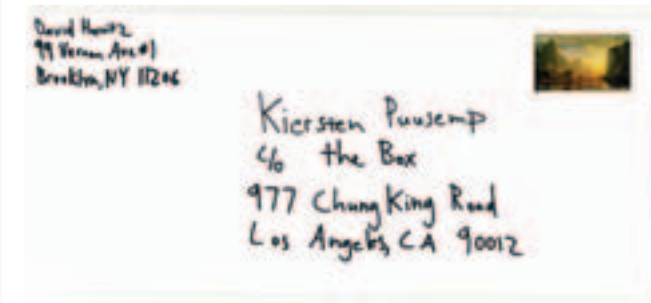 David Horvitz
99 Vernon Ave #1
Brooklyn, NY 11206
Kiersten Puusemp
c/o the Box
977 Chung King Road
Los Angeles, CA 90012